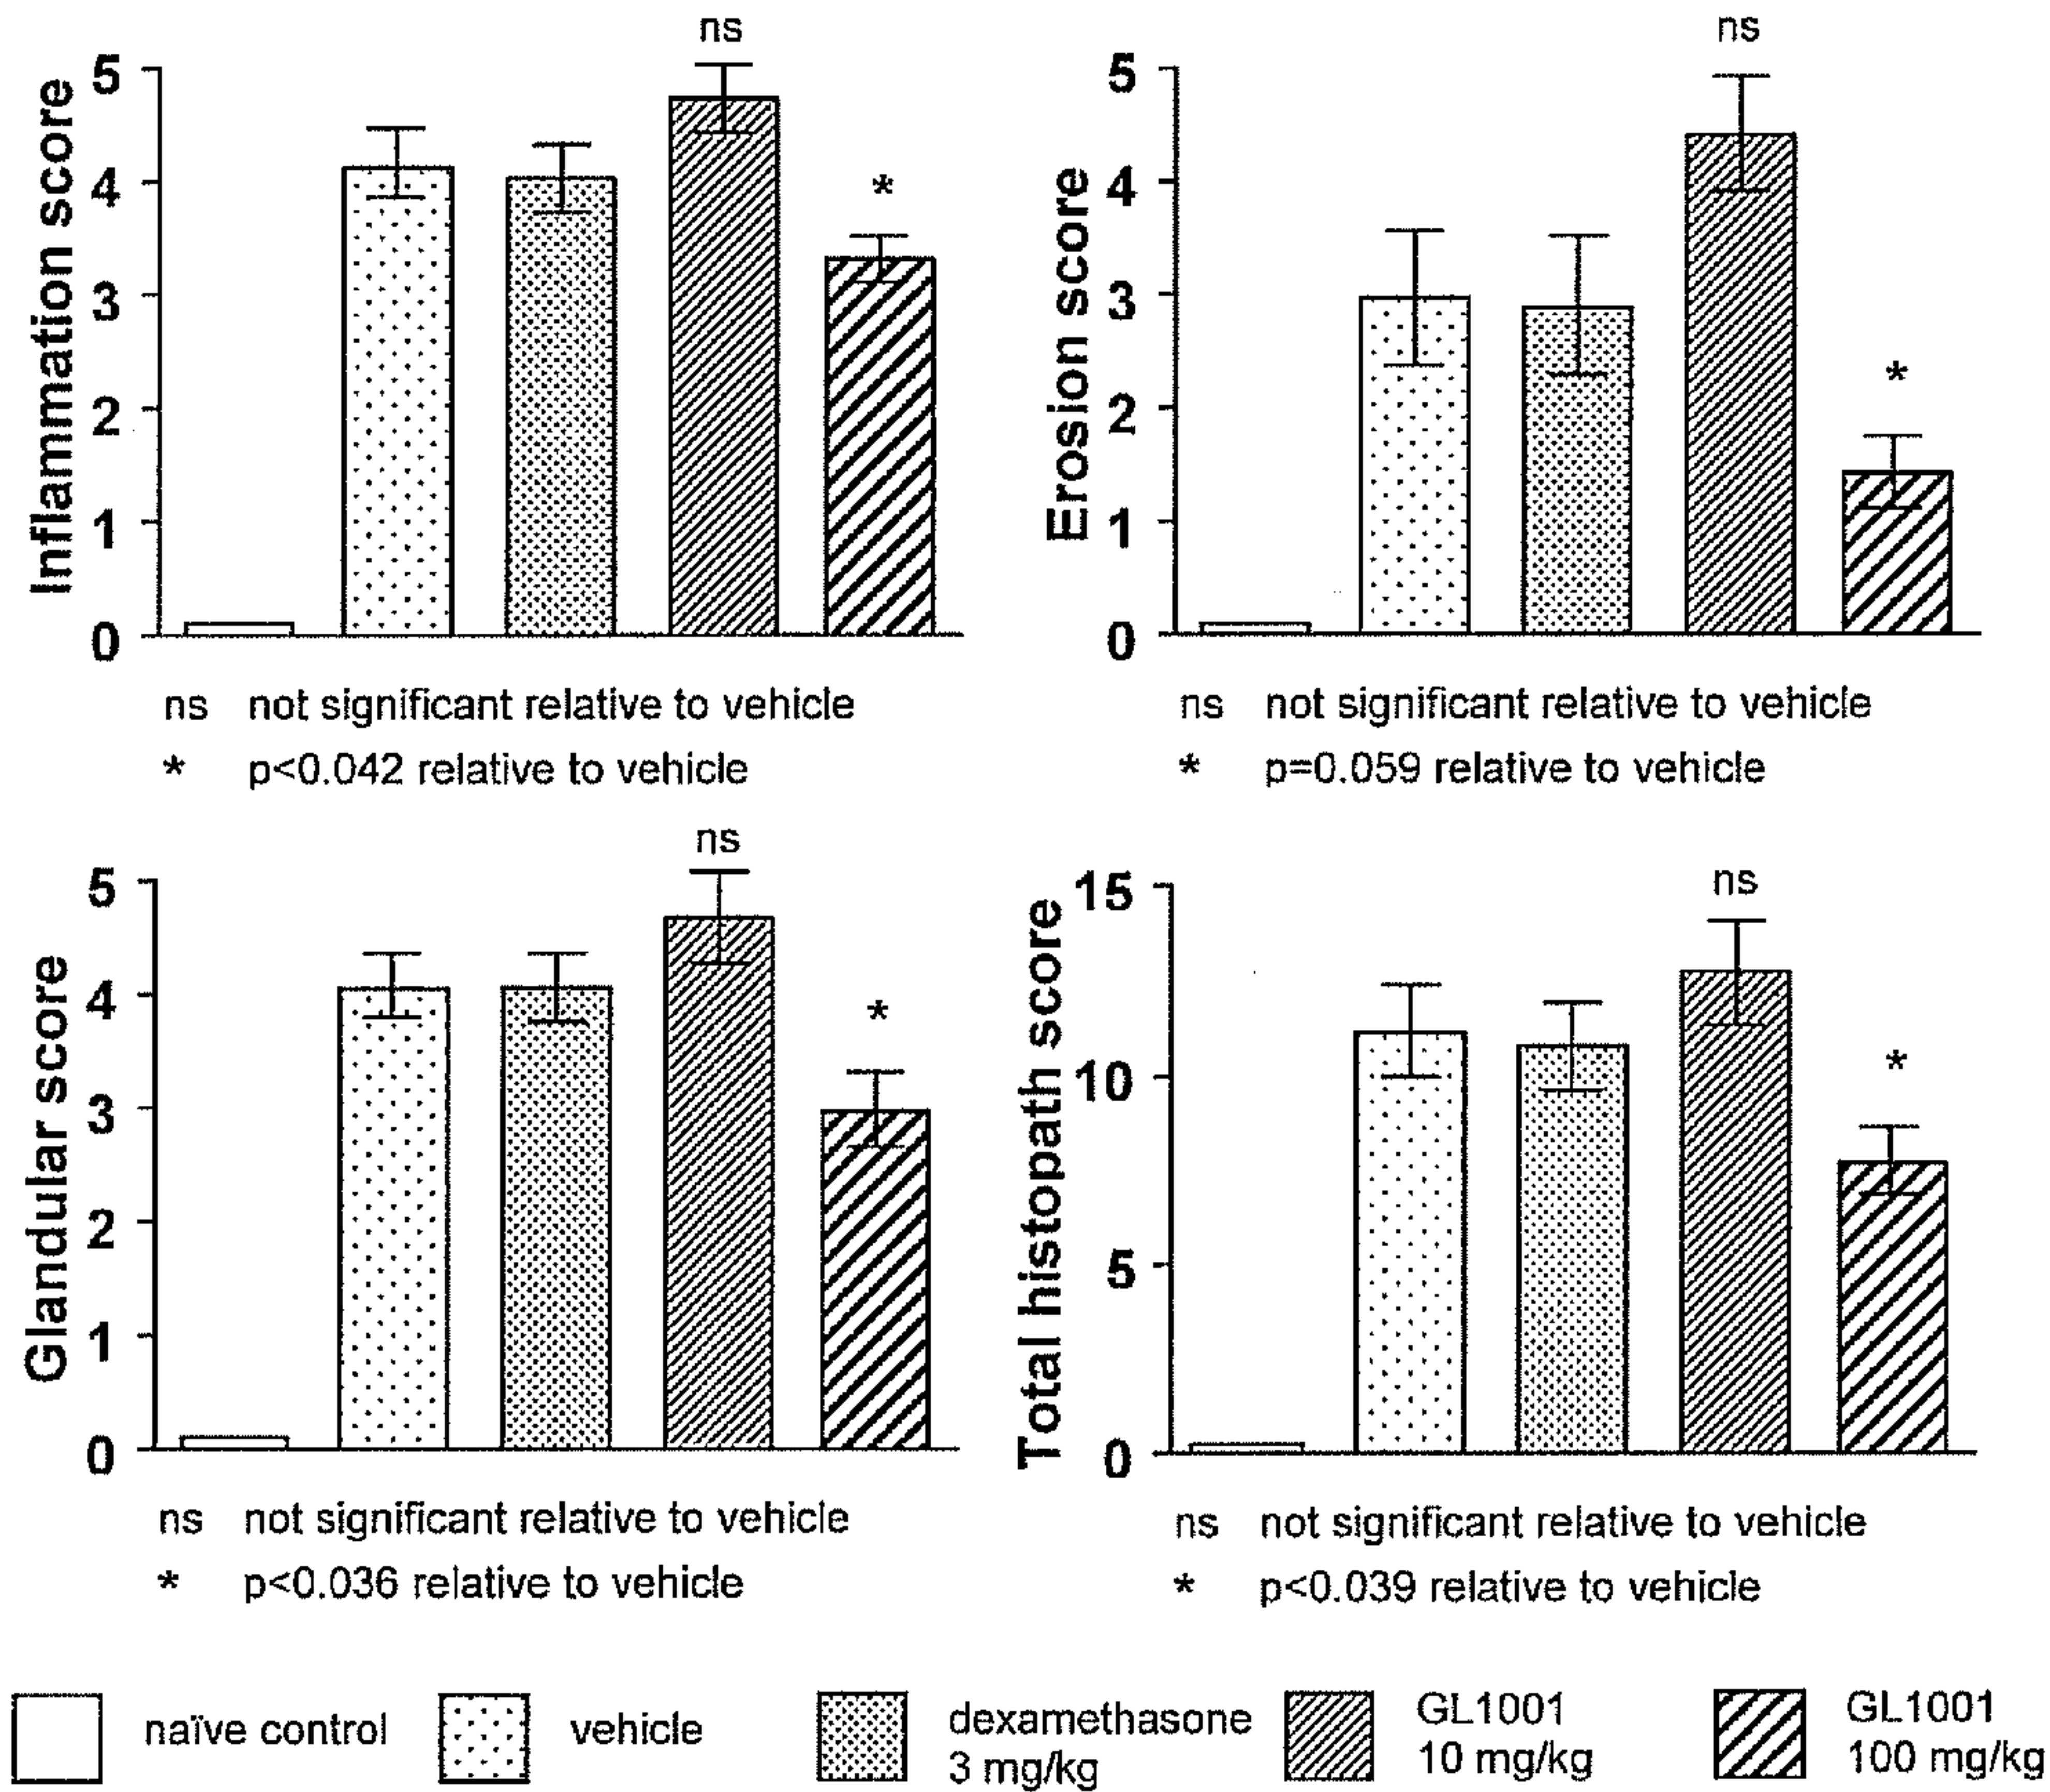 ns
5
4
3
2
1
0
Inflammation score
*
ns not significant relative to vehicle
* p<0.042 relative to vehicle
ns
5
4
3
2
1
0
Erosion score
*
ns not significant relative to vehicle
* p=0.059 relative to vehicle
ns
5
4
3
2
1
0
Glandular score
*
ns not significant relative to vehicle
* p<0.036 relative to vehicle
ns
15
10
5
0
Total histopath score
*
ns not significant relative to vehicle
* p<0.039 relative to vehicle
naïve control
vehicle
dexamethasone
3 mg/kg
GL1001
10 mg/kg
GL1001
100 mg/kg